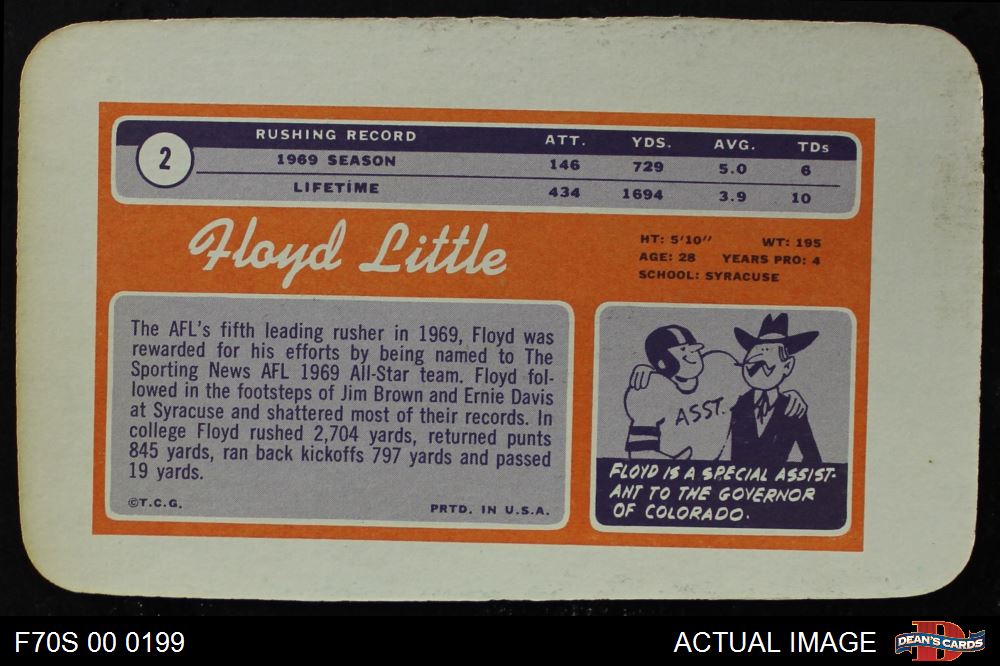 2
RUSHING RECORD ATT. YDS. AVG. TDs
1969 SEASON 146 729 5.0 6
LIFETIME 434 1694 3.9 10
Floyd Little
HT: 5'10" WT: 195
AGE: 28 YEARS PRO: 4
SCHOOL: SYRACUSE
The AFL's fifth leading rusher in 1969, Floyd was
rewarded for his efforts by being named to The
Sporting News AFL 1969 All-Star team. Floyd fol-
lowed in the footsteps of Jim Brown and Ernie Davis
at Syracuse and shattered most of their records. In
college Floyd rushed 2,704 yards, returned punts
845 yards, ran back kickoffs 797 yards and passed
19 yards.
©T.C.G. PRTD. IN U.S.A.
ASST.
FLOYD IS A SPECIAL ASSIST-
ANT TO THE GOVERNOR
OF COLORADO.
F70S 00 0199
ACTUAL IMAGE
D
DEAN'S CARDS